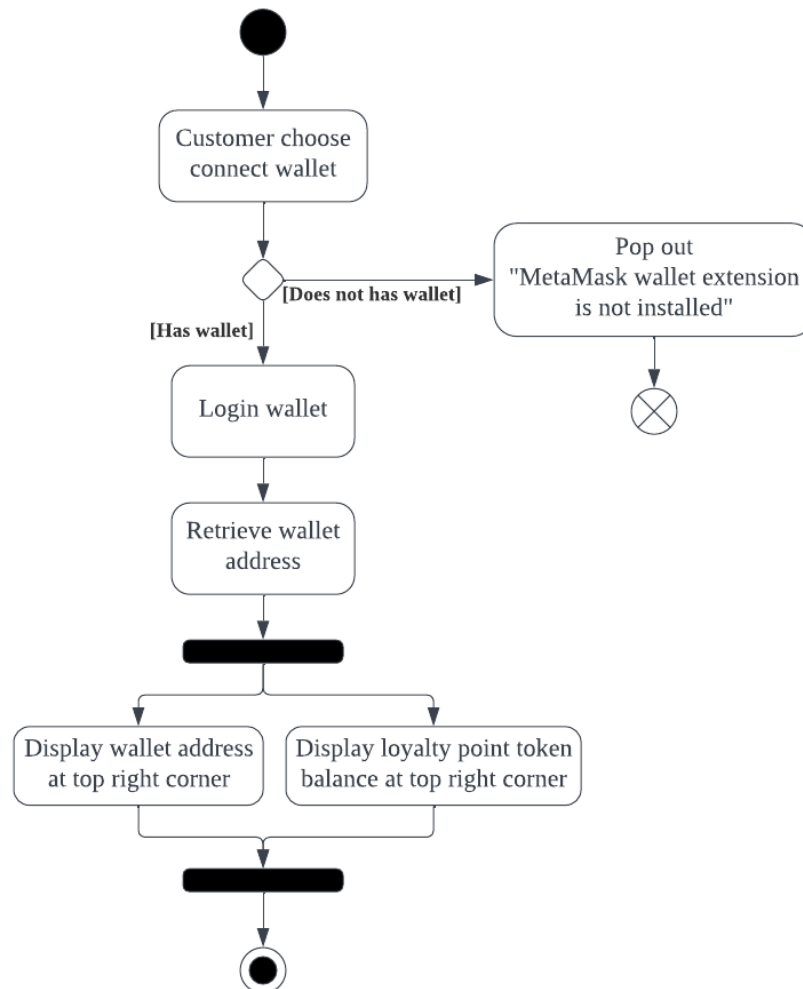 Customer choose
connect wallet
Pop out
"MetaMask wallet extension
is not installed"
[Does not has wallet]
[Has wallet]
Login wallet
Retrieve wallet
address
Display wallet address
at top right corner
Display loyalty point token
balance at top right corner